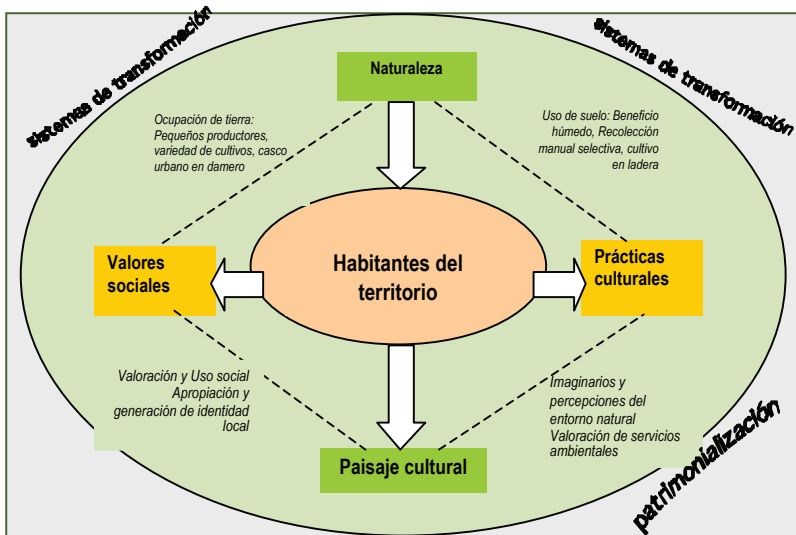 sistemas de transformación
sistemas de transformación
Naturaleza
Ocupación de tierra:
Pequeños productores,
variedad de cultivos, casco
urbano en damero
Uso de suelo: Beneficio
húmedo, Recolección
manual selectiva, cultivo
en ladera
Valores
sociales
Habitantes del
territorio
Prácticas
culturales
Valoración y Uso social
Apropiación y
generación de identidad
local
Imaginarios y
percepciones del
entorno natural
Valoración de servicios
ambientales
Paisaje cultural
patrimonialización